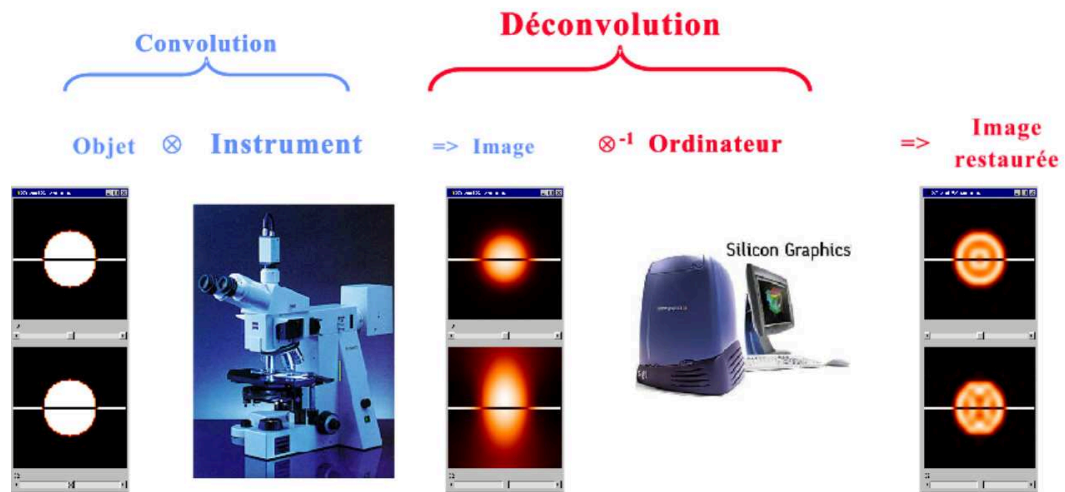 Déconvolution
Convolution
Objet ⊗ Instrument => Image ⊗⁻¹ Ordinateur => Image
restaurée
Silicon Graphics